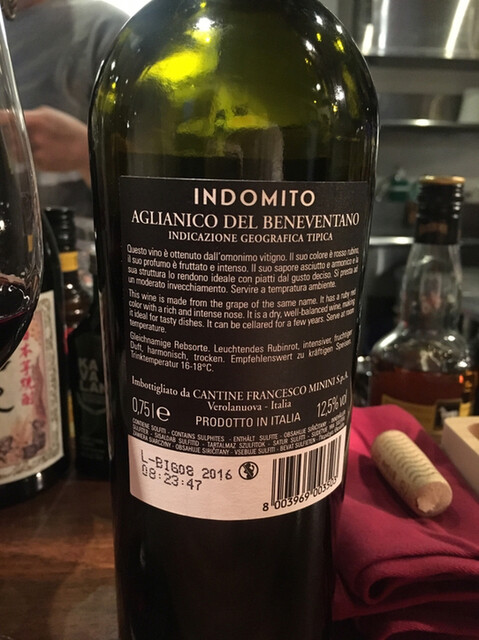 INDOMITO
AGLIANICO DEL BENEVENTANO
INDICAZIONE GEOGRAFICA TIPICA
Questo vino è ottenuto dall'omonimo vitigno. Il suo colore è rosso rubino,
il suo profumo è fruttato e intenso. Il suo sapore asciutto e armonico e la
sua struttura lo rendono ideale con piatti dal gusto deciso. Si presta ad
un moderato invecchiamento. Servire a tempratura ambiente.
This wine is made from the grape of the same name. It has a ruby red
color with a rich and intense nose. It is a dry, well-balanced wine, making
it ideal for tasty dishes. It can be cellared for a few years. Serve at room
temperature.
Gleichnamige Rebsorte. Leuchtendes Rubinrot, intensiver, fruchtiger
Duft, harmonisch, trocken. Empfehlenswert zu kräftigen Speisen.
Trinktemperatur 16-18°C.
Imbottigliato da CANTINE FRANCESCO MININI S.p.A.
Verolanuova - Italia
0,75 l e
12,5% vol
PRODOTTO IN ITALIA
CONTIENE SOLFITI - CONTAINS SULPHITES - ENTHÄLT SULFITE
L-BIG08 2016
08:23:47
8 003969 00350